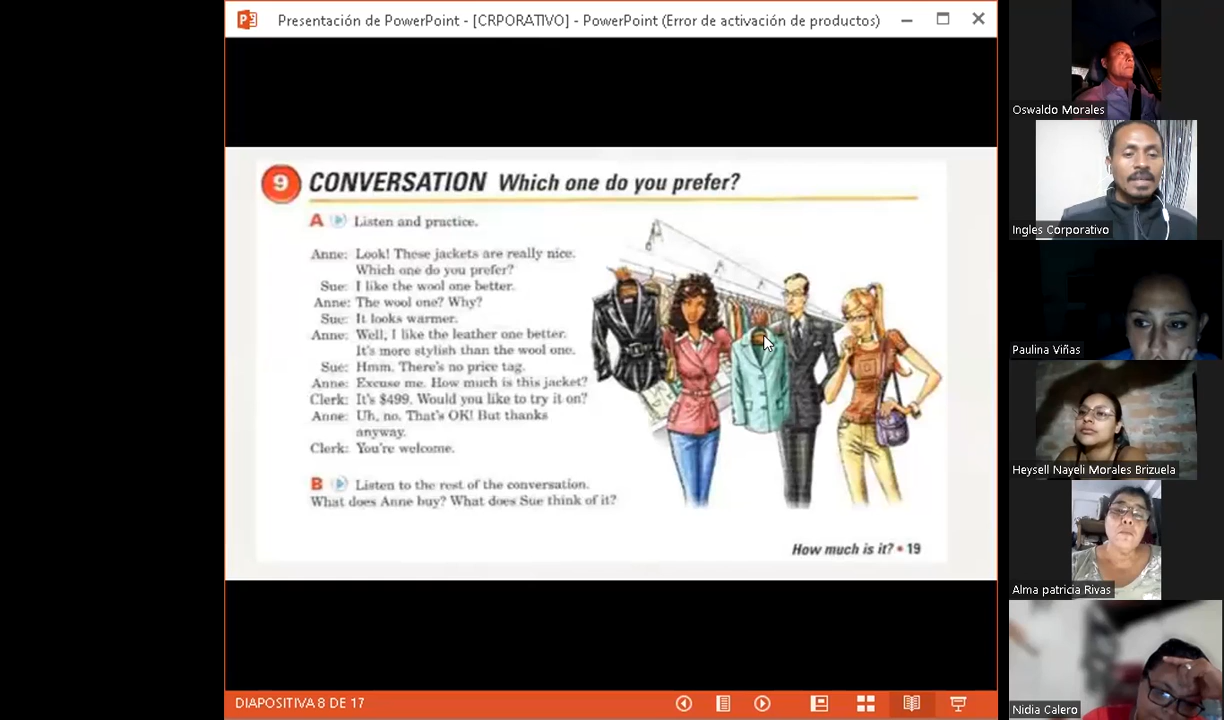 Presentación de PowerPoint - [CRPORATIVO] - PowerPoint (Error de activación de productos)
9 CONVERSATION Which one do you prefer?
A Listen and practice.
Anne: Look! These jackets are really nice.
Which one do you prefer?
Sue: I like the wool one better.
Anne: The wool one? Why?
Sue: It looks warmer.
Anne: Well, I like the leather one better.
It's more stylish than the wool one.
Sue: Hmm. There's no price tag.
Anne: Excuse me. How much is this jacket?
Clerk: It's $499. Would you like to try it on?
Anne: Uh, no. That's OK! But thanks
anyway.
Clerk: You're welcome.
B Listen to the rest of the conversation.
What does Anne buy? What does Sue think of it?
How much is it? • 19
DIAPOSITIVA 8 DE 17
Oswaldo Morales
Ingles Corporativo
Paulina Viñas
Heysell Nayeli Morales Brizuela
Alma patricia Rivas
Nidia Calero